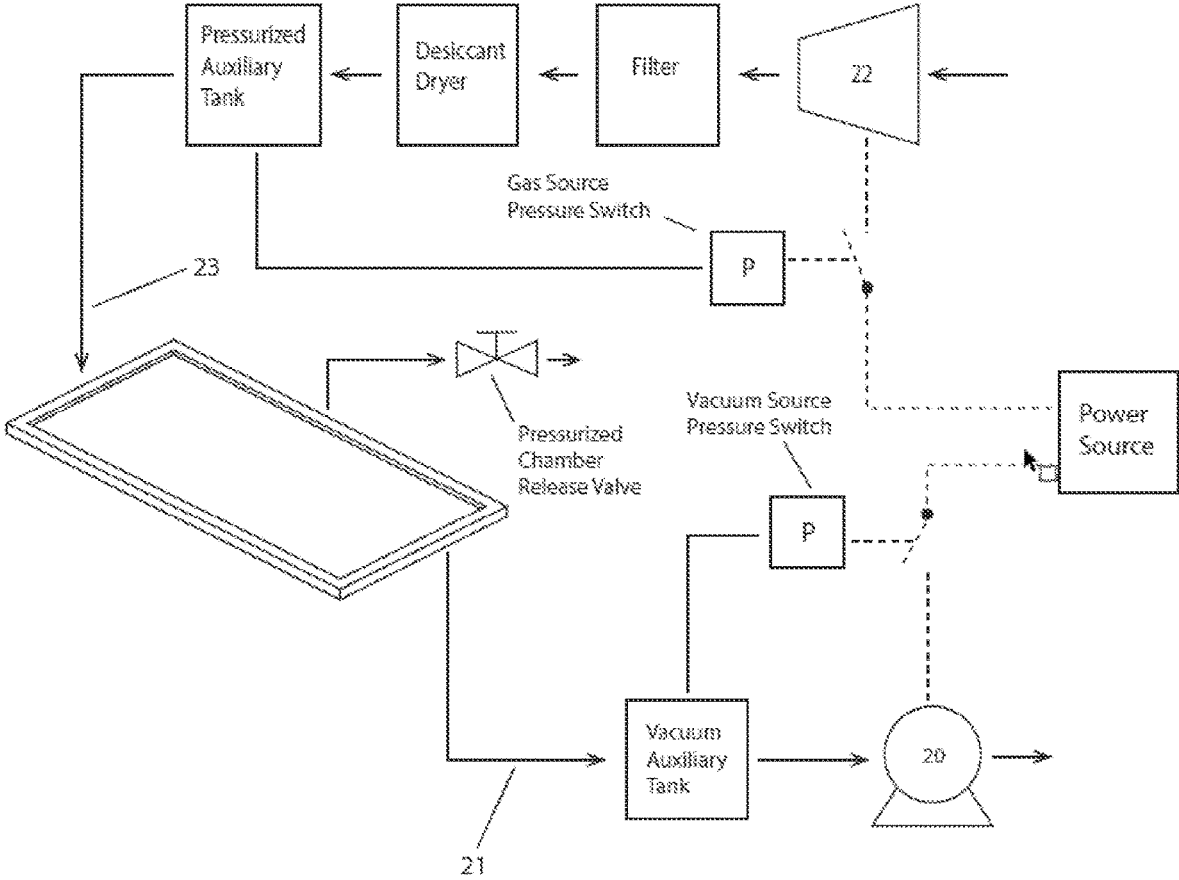 Pressurized
Auxiliary
Tank
Desiccant
Dryer
Filter
22
Gas Source
Pressure Switch
P
23
Pressurized
Chamber
Release Valve
Vacuum Source
Pressure Switch
P
Power
Source
Vacuum
Auxiliary
Tank
20
21